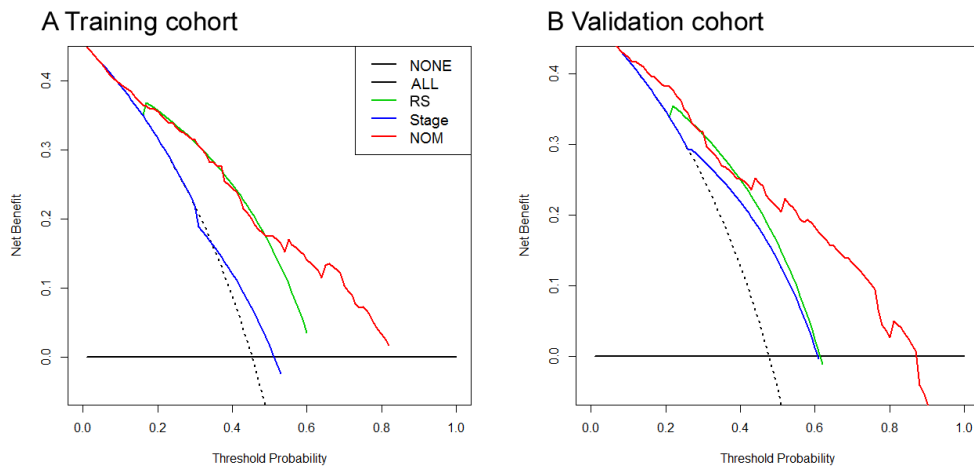 A Training cohort
NONE
ALL
RS
Stage
NOM
0.4
0.3
0.2
0.1
0.0
Net Benefit
0.0 0.2 0.4 0.6 0.8 1.0
Threshold Probability
B Validation cohort
0.4
0.3
0.2
0.1
0.0
Net Benefit
0.0 0.2 0.4 0.6 0.8 1.0
Threshold Probability